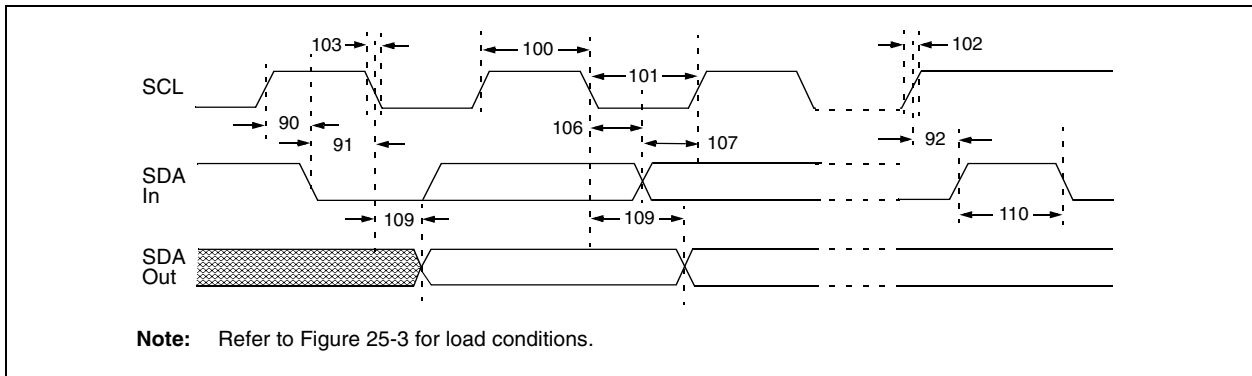 103
100
102
101
SCL
90
106
91
107
92
SDA
In
109
109
110
SDA
Out
Note: Refer to Figure 25-3 for load conditions.